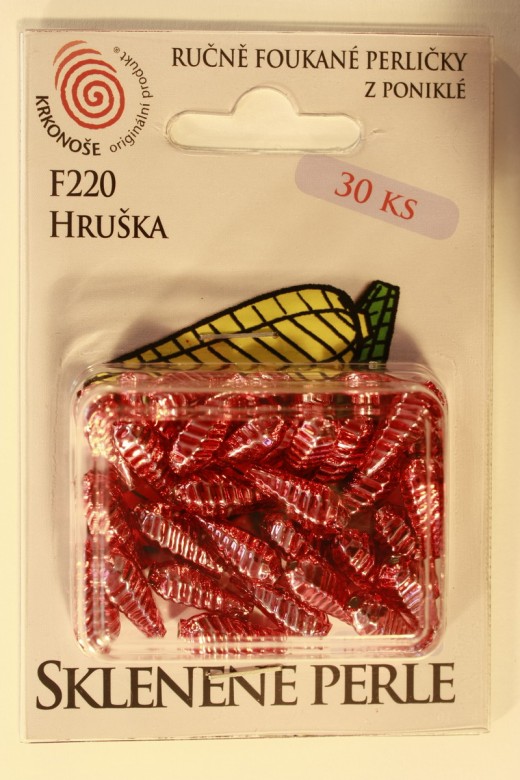 KRKONOŠE originální produkt®
RUČNĚ FOUKANÉ PERLIČKY
Z PONIKLÉ
F220
HRUŠKA
30 KS
SKLENĚNÉ PERLE